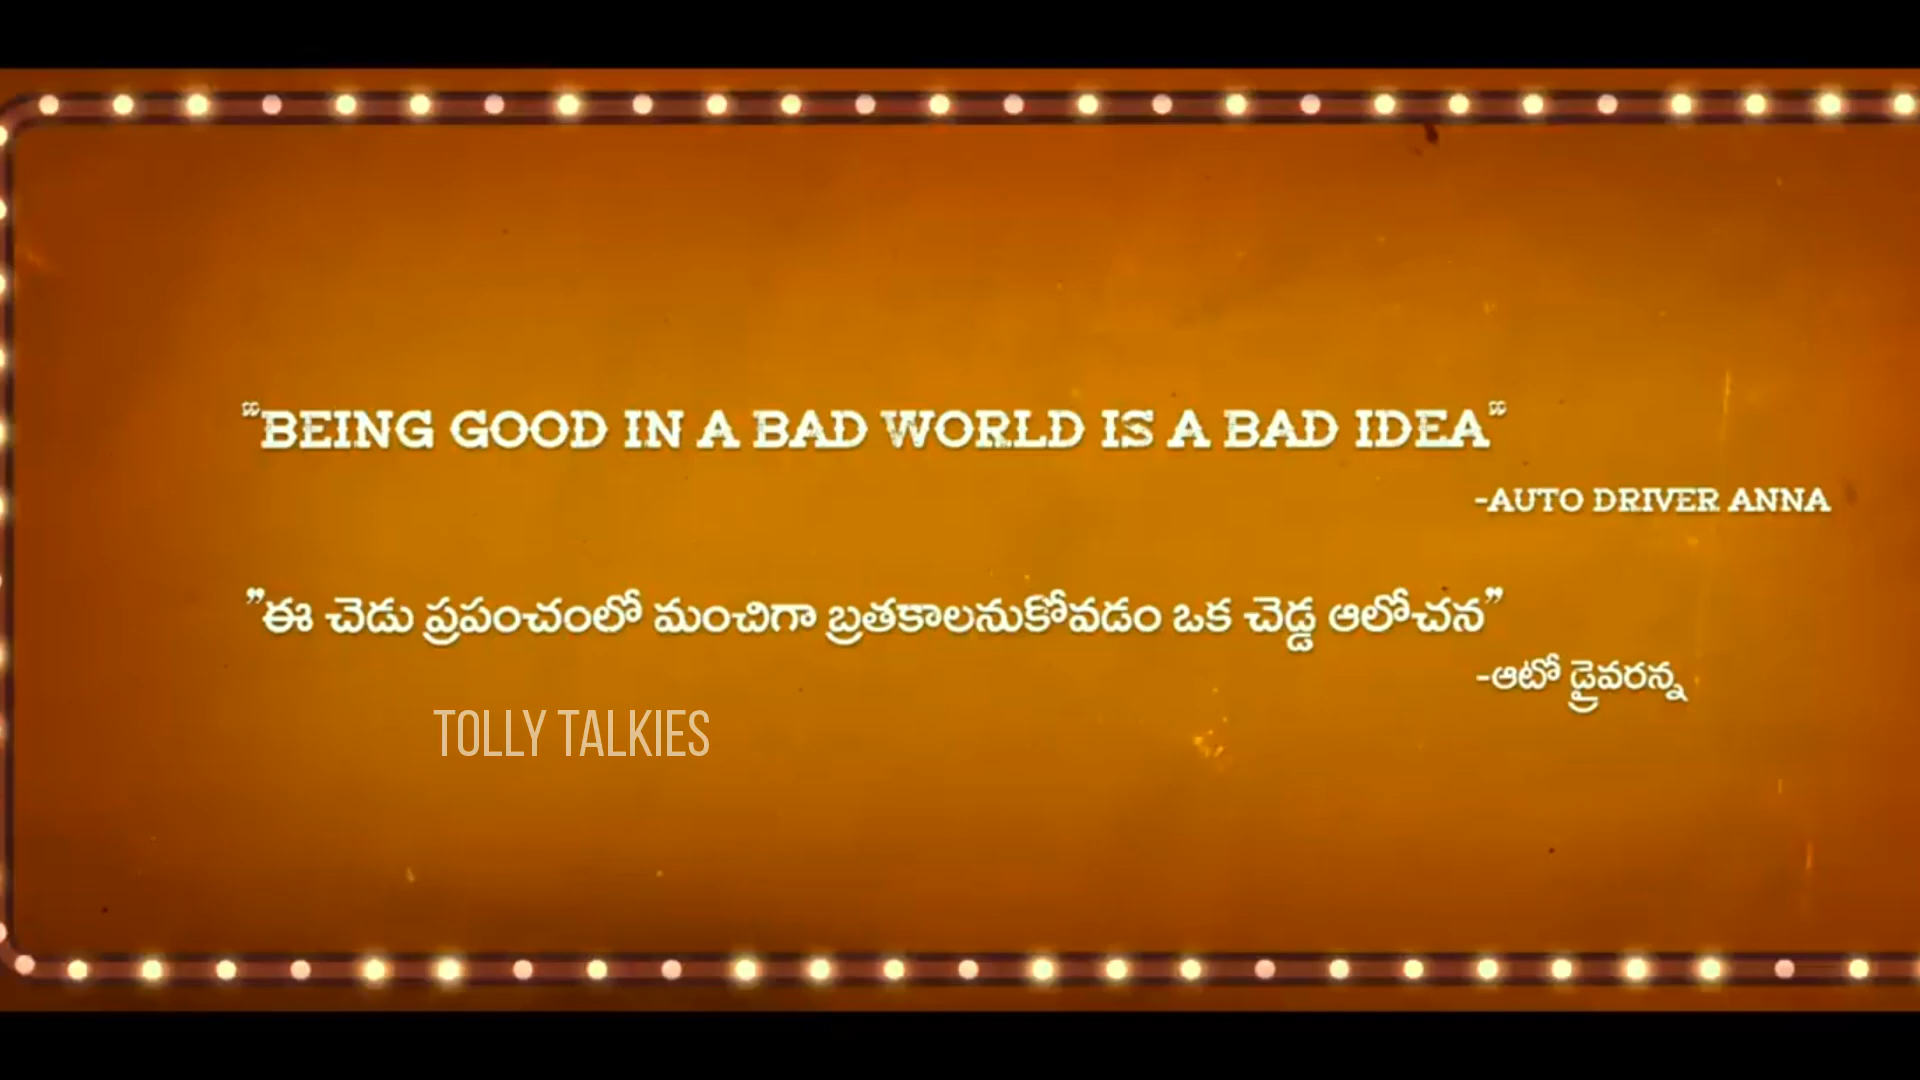 "BEING GOOD IN A BAD WORLD IS A BAD IDEA"
-AUTO DRIVER ANNA
"ఈ చెడు ప్రపంచంలో మంచిగా బ్రతకాలనుకోవడం ఒక చెడ్డ ఆలోచన"
-ఆటో డ్రైవరన్న
TOLLY TALKIES